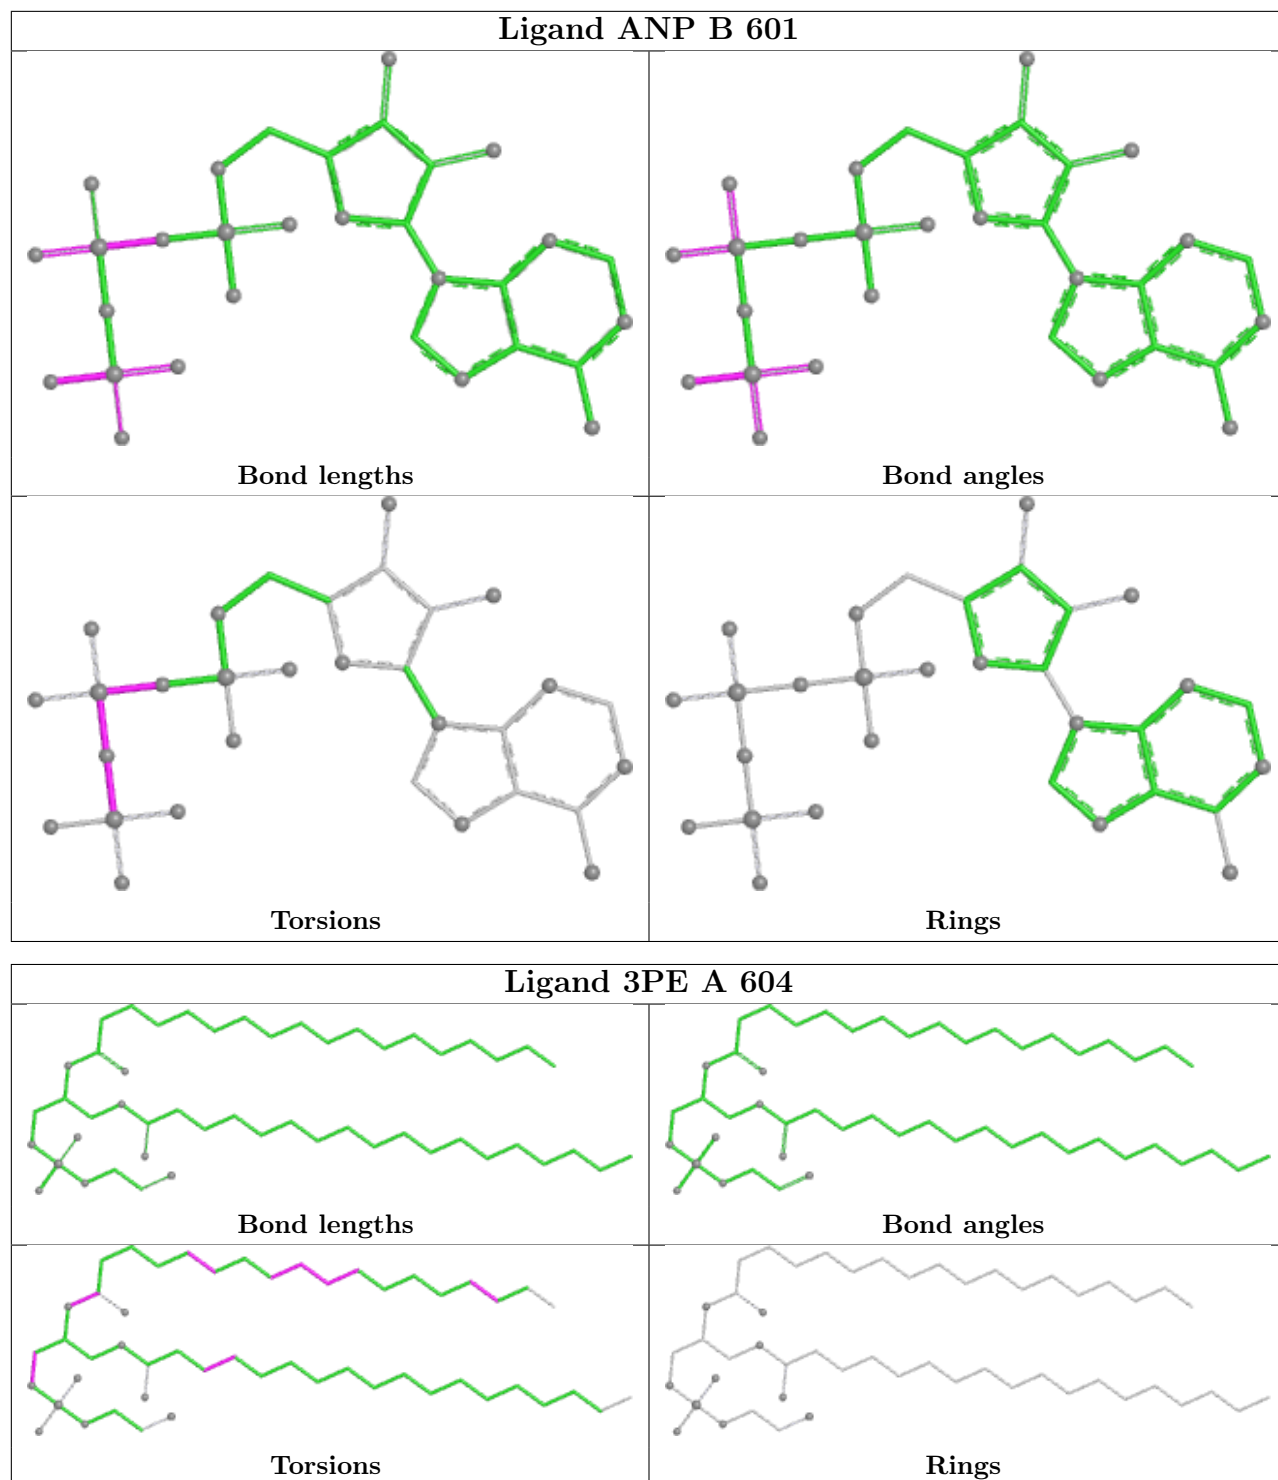 Ligand ANP B 601
Bond lengths
Bond angles
Torsions
Rings
Ligand 3PE A 604
Bond lengths
Bond angles
Torsions
Rings